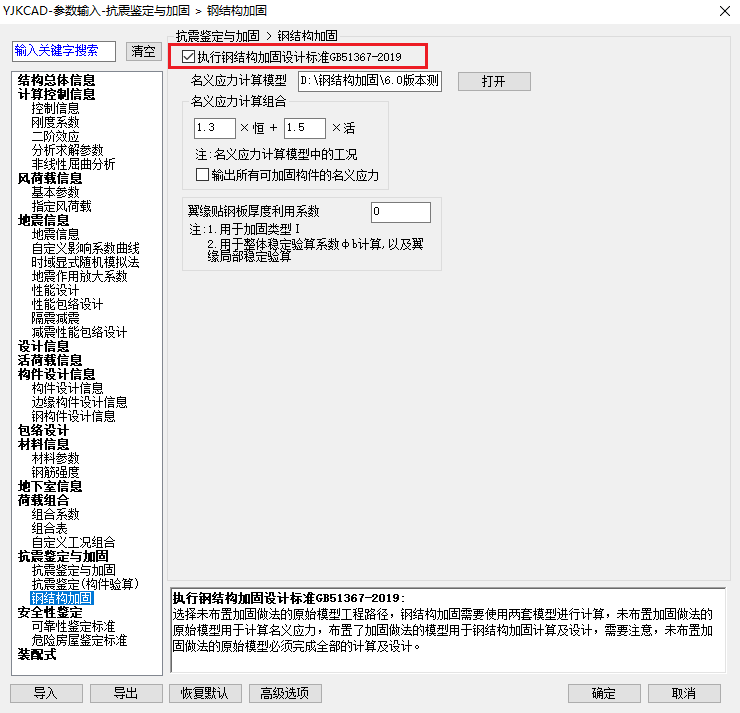 YJKCAD-参数输入-抗震鉴定与加固 > 钢结构加固
输入关键字搜索
清空
结构总体信息
计算控制信息
控制信息
刚度系数
二阶效应
分析求解参数
非线性屈曲分析
风荷载信息
基本参数
指定风荷载
地震信息
地震信息
自定义影响系数曲线
时域显式随机模拟法
地震作用放大系数
性能设计
性能包络设计
隔震减震
减震性能包络设计
设计信息
活荷载信息
构件设计信息
构件设计信息
边缘构件设计信息
钢构件设计信息
包络设计
材料信息
材料参数
钢筋强度
地下室信息
荷载组合
组合系数
组合表
自定义工况组合
抗震鉴定与加固
抗震鉴定与加固
抗震鉴定(构件验算)
钢结构加固
安全性鉴定
可靠性鉴定标准
危险房屋鉴定标准
装配式
抗震鉴定与加固 > 钢结构加固
执行钢结构加固设计标准GB51367-2019
名义应力计算模型
D:\钢结构加固\6.0版本测
打开
名义应力计算组合
1.3 ×恒 + 1.5 ×活
注:名义应力计算模型中的工况
输出所有可加固构件的名义应力
翼缘贴钢板厚度利用系数
0
注:1.用于加固类型Ⅰ
2.用于整体稳定验算系数φb计算,以及翼
缘局部稳定验算
执行钢结构加固设计标准GB51367-2019:
选择未布置加固做法的原始模型工程路径，钢结构加固需要使用两套模型进行计算，未布置加固做法的
原始模型用于计算名义应力，布置了加固做法的模型用于钢结构加固计算及设计，需要注意，未布置加
固做法的原始模型必须完成全部的计算及设计。
导入
导出
恢复默认
高级选项
确定
取消